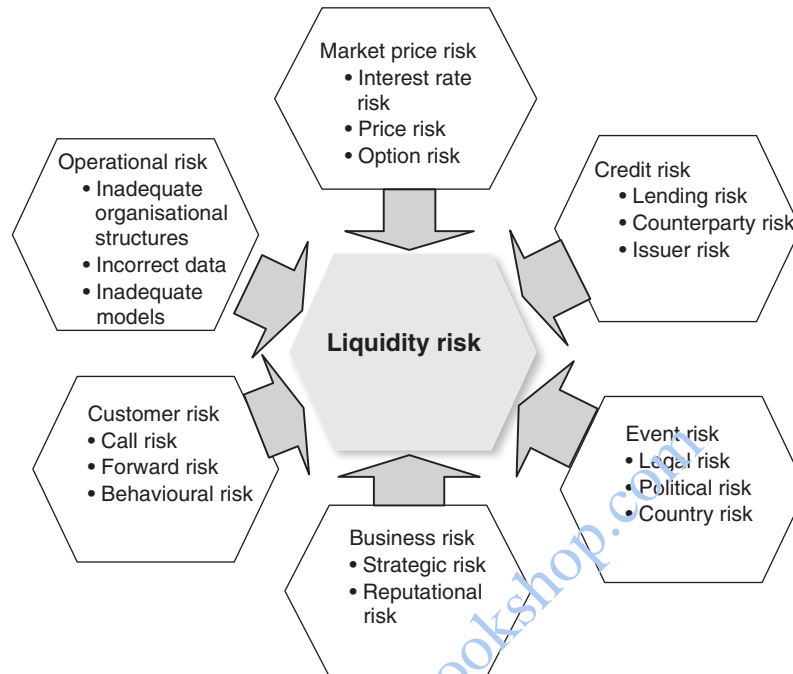 Market price risk
• Interest rate
risk
• Price risk
• Option risk
Operational risk
• Inadequate
organisational
structures
• Incorrect data
• Inadequate
models
Credit risk
• Lending risk
• Counterparty risk
• Issuer risk
Liquidity risk
Customer risk
• Call risk
• Forward risk
• Behavioural risk
Event risk
• Legal risk
• Political risk
• Country risk
Business risk
• Strategic risk
• Reputational
risk
ookshop.com